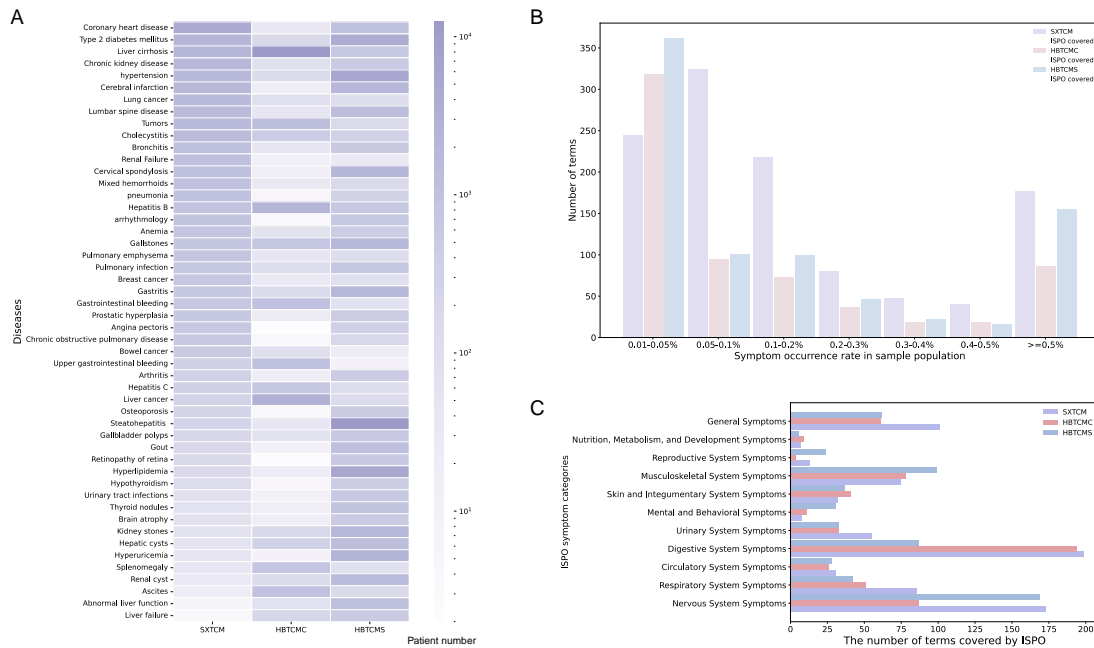 A
Diseases
Coronary heart disease
Type 2 diabetes mellitus
Liver cirrhosis
Chronic kidney disease
hypertension
Cerebral infarction
Lung cancer
Lumbar spine disease
Tumors
Cholecystitis
Bronchitis
Renal Failure
Cervical spondylosis
Mixed hemorrhoids
pneumonia
Hepatitis B
arrhythmology
Anemia
Gallstones
Pulmonary emphysema
Pulmonary infection
Breast cancer
Gastritis
Gastrointestinal bleeding
Prostatic hyperplasia
Angina pectoris
Chronic obstructive pulmonary disease
Bowel cancer
Upper gastrointestinal bleeding
Arthritis
Hepatitis C
Liver cancer
Osteoporosis
Steatohepatitis
Gallbladder polyps
Gout
Retinopathy of retina
Hyperlipidemia
Hypothyroidism
Urinary tract infections
Thyroid nodules
Brain atrophy
Kidney stones
Hepatic cysts
Hyperuricemia
Splenomegaly
Renal cyst
Ascites
Abnormal liver function
Liver failure
SXTCM HBTCMC HBTCMS
10⁴
10³
10²
10¹
Patient number
B
Number of terms
350
300
250
200
150
100
50
0
0.01-0.05% 0.05-0.1% 0.1-0.2% 0.2-0.3% 0.3-0.4% 0.4-0.5% >=0.5%
Symptom occurrence rate in sample population
SXTCM
ISPO covered
HBTCMC
ISPO covered
HBTCMS
ISPO covered
C
ISPO symptom categories
General Symptoms
Nutrition, Metabolism, and Development Symptoms
Reproductive System Symptoms
Musculoskeletal System Symptoms
Skin and Integumentary System Symptoms
Mental and Behavioral Symptoms
Urinary System Symptoms
Digestive System Symptoms
Circulatory System Symptoms
Respiratory System Symptoms
Nervous System Symptoms
0 25 50 75 100 125 150 175 200
The number of terms covered by ISPO
SXTCM
HBTCMC
HBTCMS